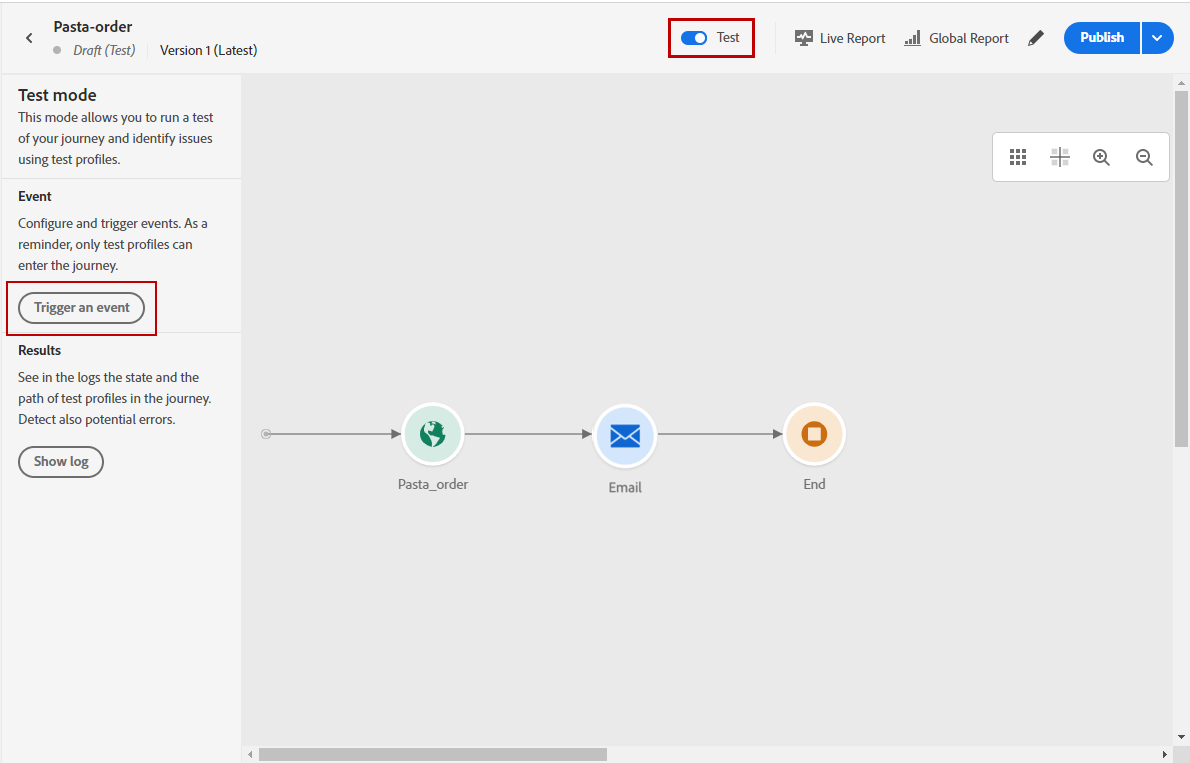 Pasta-order
Draft (Test)
Version 1 (Latest)
Test
Live Report
Global Report
Publish
Test mode
This mode allows you to run a test
of your journey and identify issues
using test profiles.
Event
Configure and trigger events. As a
reminder, only test profiles can
enter the journey.
Trigger an event
Results
See in the logs the state and the
path of test profiles in the journey.
Detect also potential errors.
Show log
Pasta_order
Email
End